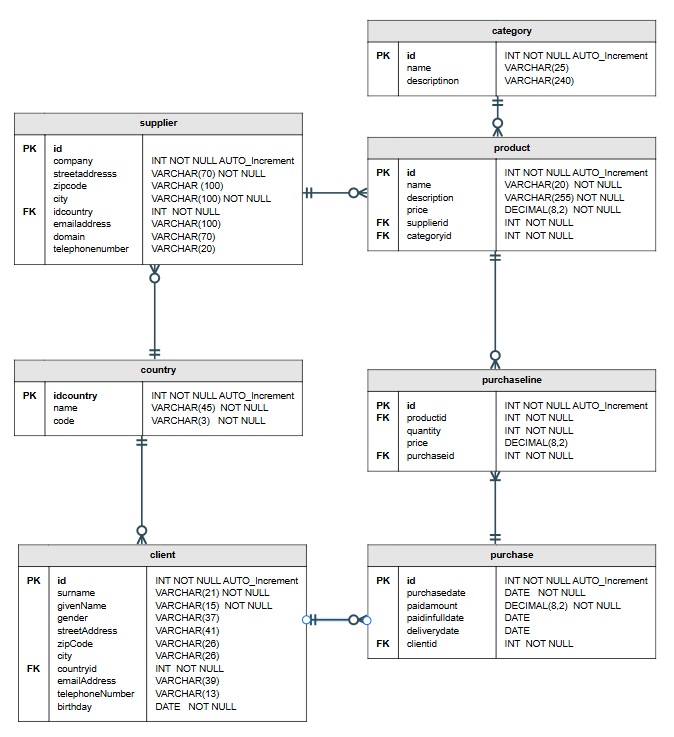 category
PK id INT NOT NULL AUTO_Increment
name VARCHAR(25)
descriptinon VARCHAR(240)
supplier
PK id
company INT NOT NULL AUTO_Increment
streetaddresss VARCHAR(70) NOT NULL
zipcode VARCHAR (100)
city VARCHAR(100) NOT NULL
FK idcountry INT NOT NULL
emailaddress VARCHAR(100)
domain VARCHAR(70)
telephonenumber VARCHAR(20)
product
PK id INT NOT NULL AUTO_Increment
name VARCHAR(20) NOT NULL
description VARCHAR(255) NOT NULL
price DECIMAL(8,2) NOT NULL
FK supplierid INT NOT NULL
FK categoryid INT NOT NULL
country
PK idcountry INT NOT NULL AUTO_Increment
name VARCHAR(45) NOT NULL
code VARCHAR(3) NOT NULL
purchaseline
PK id INT NOT NULL AUTO_Increment
FK productid INT NOT NULL
quantity INT NOT NULL
price DECIMAL(8,2)
FK purchaseid INT NOT NULL
client
PK id INT NOT NULL AUTO_Increment
surname VARCHAR(21) NOT NULL
givenName VARCHAR(15) NOT NULL
gender VARCHAR(37)
streetAddress VARCHAR(41)
zipCode VARCHAR(26)
city VARCHAR(26)
FK countryid INT NOT NULL
emailAddress VARCHAR(39)
telephoneNumber VARCHAR(13)
birthday DATE NOT NULL
purchase
PK id INT NOT NULL AUTO_Increment
purchasedate DATE NOT NULL
paidamount DECIMAL(8,2) NOT NULL
paidinfulldate DATE
deliverydate DATE
FK clientid INT NOT NULL